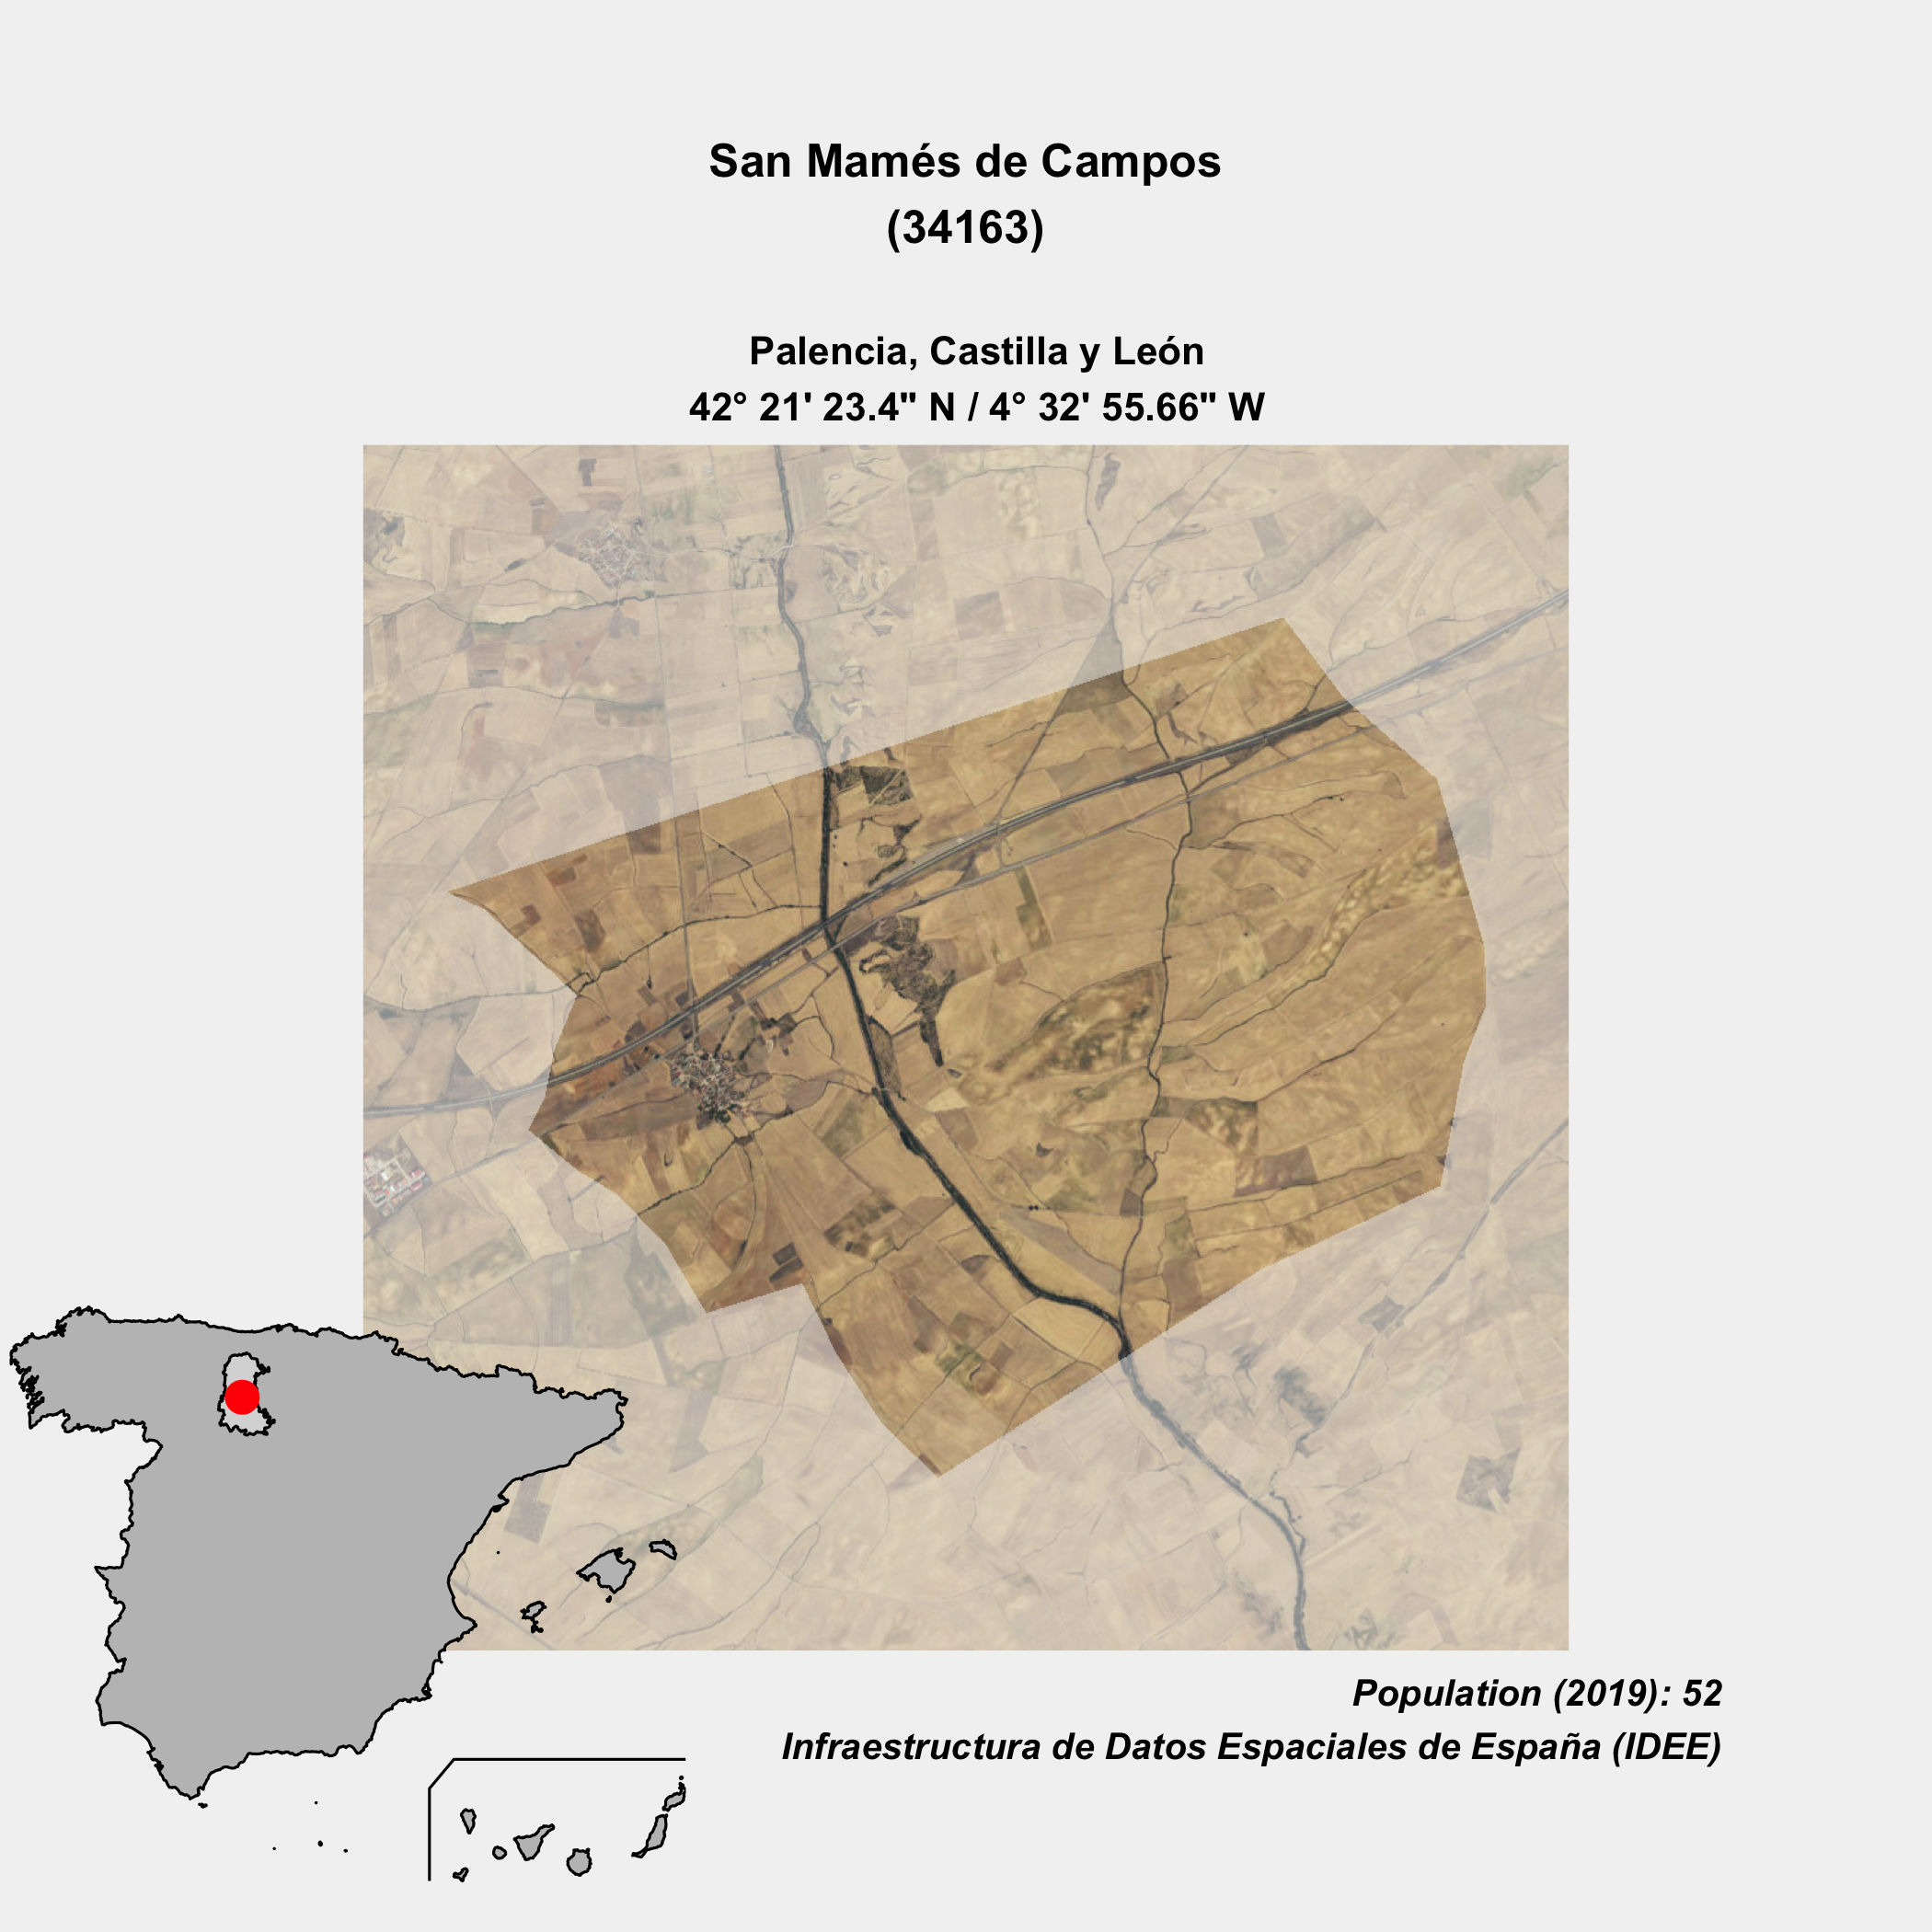 San Mamés de Campos
(34163)
Palencia, Castilla y León
42° 21' 23.4" N / 4° 32' 55.66" W
Population (2019): 52
Infraestructura de Datos Espaciales de España (IDEE)